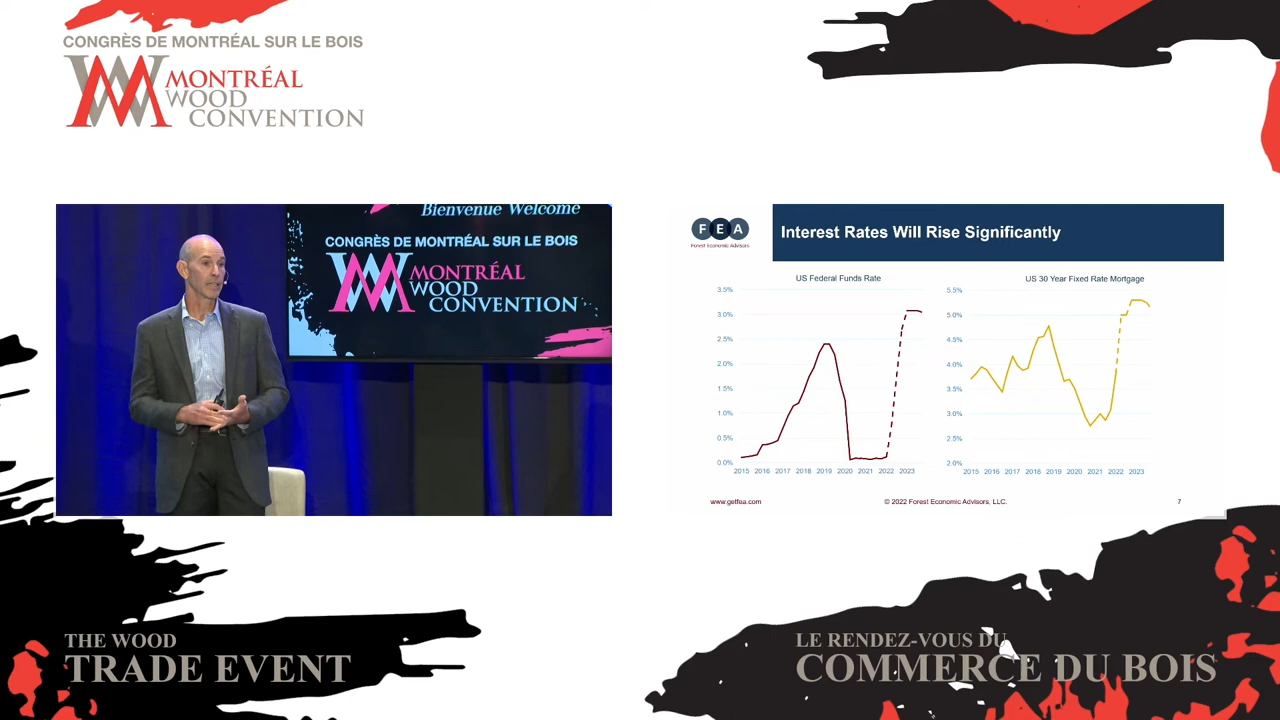 CONGRÈS DE MONTRÉAL SUR LE BOIS
MONTRÉAL
WOOD
CONVENTION
Bienvenue Welcome
CONGRÈS DE MONTRÉAL SUR LE BOIS
MONTRÉAL
WOOD
CONVENTION
FEA
Forest Economic Advisors
Interest Rates Will Rise Significantly
US Federal Funds Rate
3.5%
3.0%
2.5%
2.0%
1.5%
1.0%
0.5%
0.0%
2015 2016 2017 2018 2019 2020 2021 2022 2023
US 30 Year Fixed Rate Mortgage
5.5%
5.0%
4.5%
4.0%
3.5%
3.0%
2.5%
2.0%
2015 2016 2017 2018 2019 2020 2021 2022 2023
www.getfea.com © 2022 Forest Economic Advisors, LLC. 7
THE WOOD
TRADE EVENT
LE RENDEZ-VOUS DU
COMMERCE DU BOIS